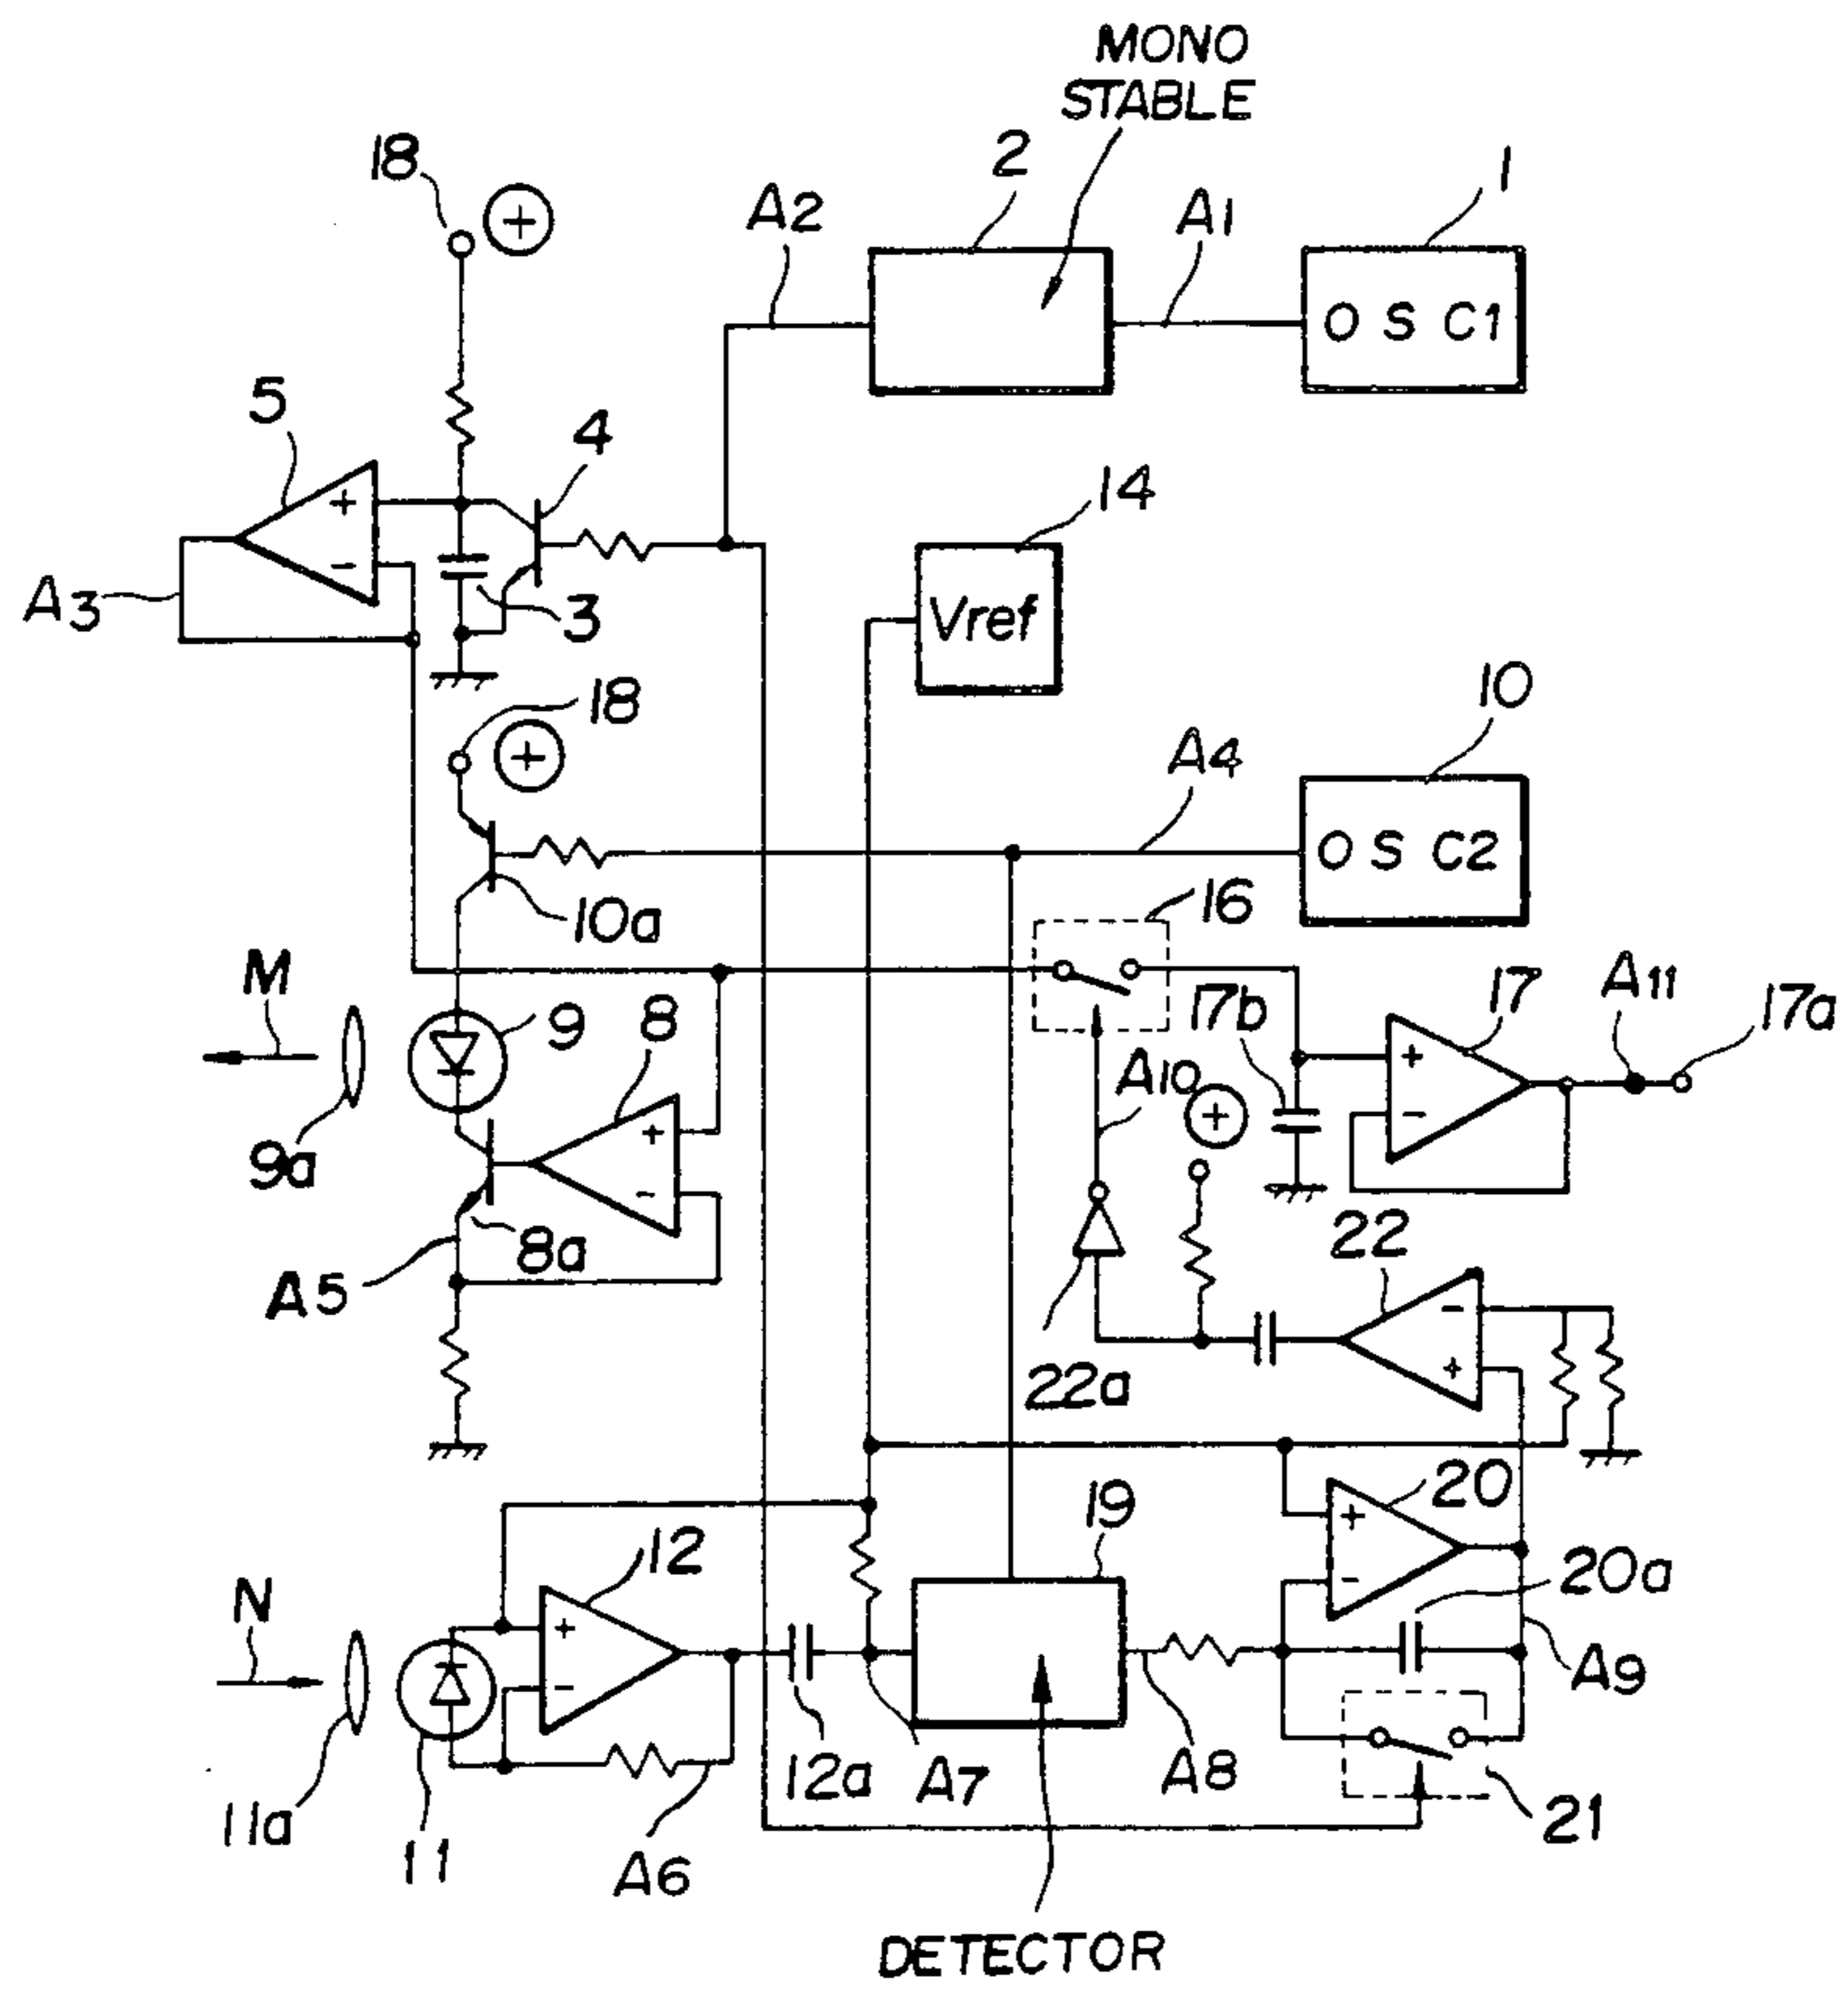 MONO
STABLE
18
+
2
1
A2
A1
OSC1
5
4
14
+
-
A3
3
Vref
18
+
10
A4
OSC2
10a
16
M
9
8
17b
17
A11
17a
+
-
A10
+
+
-
9a
8a
22
A5
-
+
22a
20
19
+
-
20a
12
N
+
-
A9
11a
11
12a
A7
A8
21
A6
DETECTOR